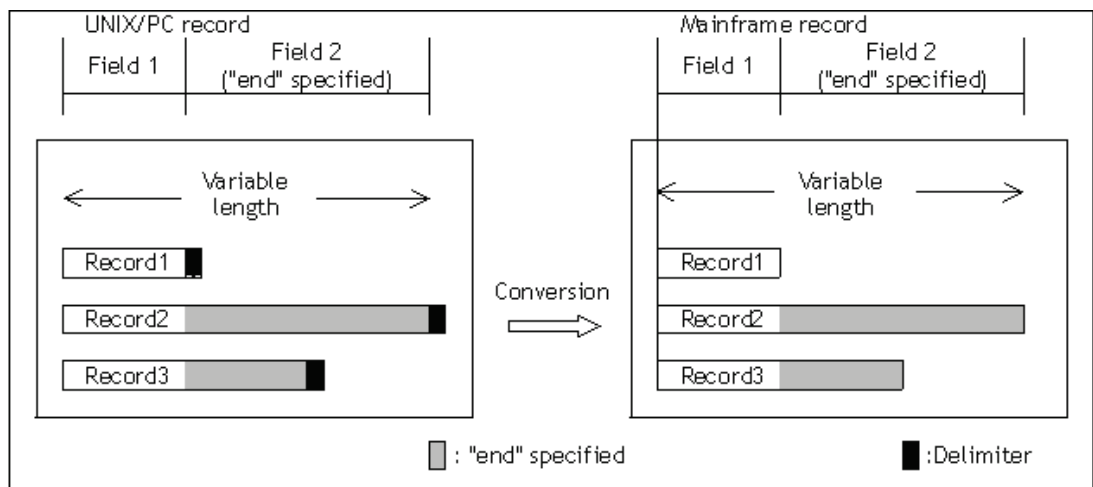 UNIX/PC record
Field 1
Field 2
("end" specified)
Variable
length
Record1
Record2
Record3
Conversion
Mainframe record
Field 1
Field 2
("end" specified)
Variable
length
Record1
Record2
Record3
: "end" specified
:Delimiter